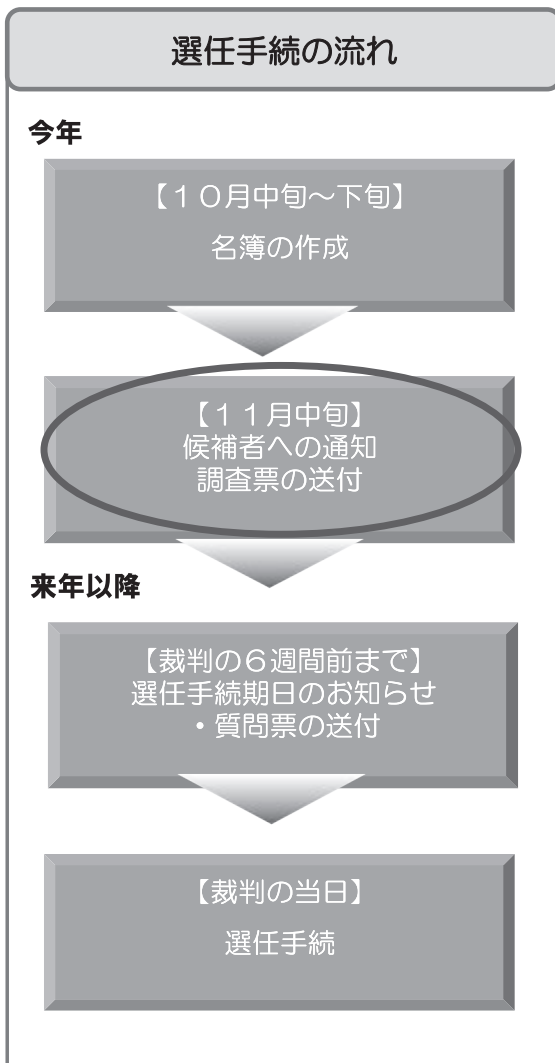 選任手続の流れ
今年
【１０月中旬～下旬】
名簿の作成
【１１月中旬】
候補者への通知
調査票の送付
来年以降
【裁判の６週間前まで】
選任手続期日のお知らせ
・質問票の送付
【裁判の当日】
選任手続